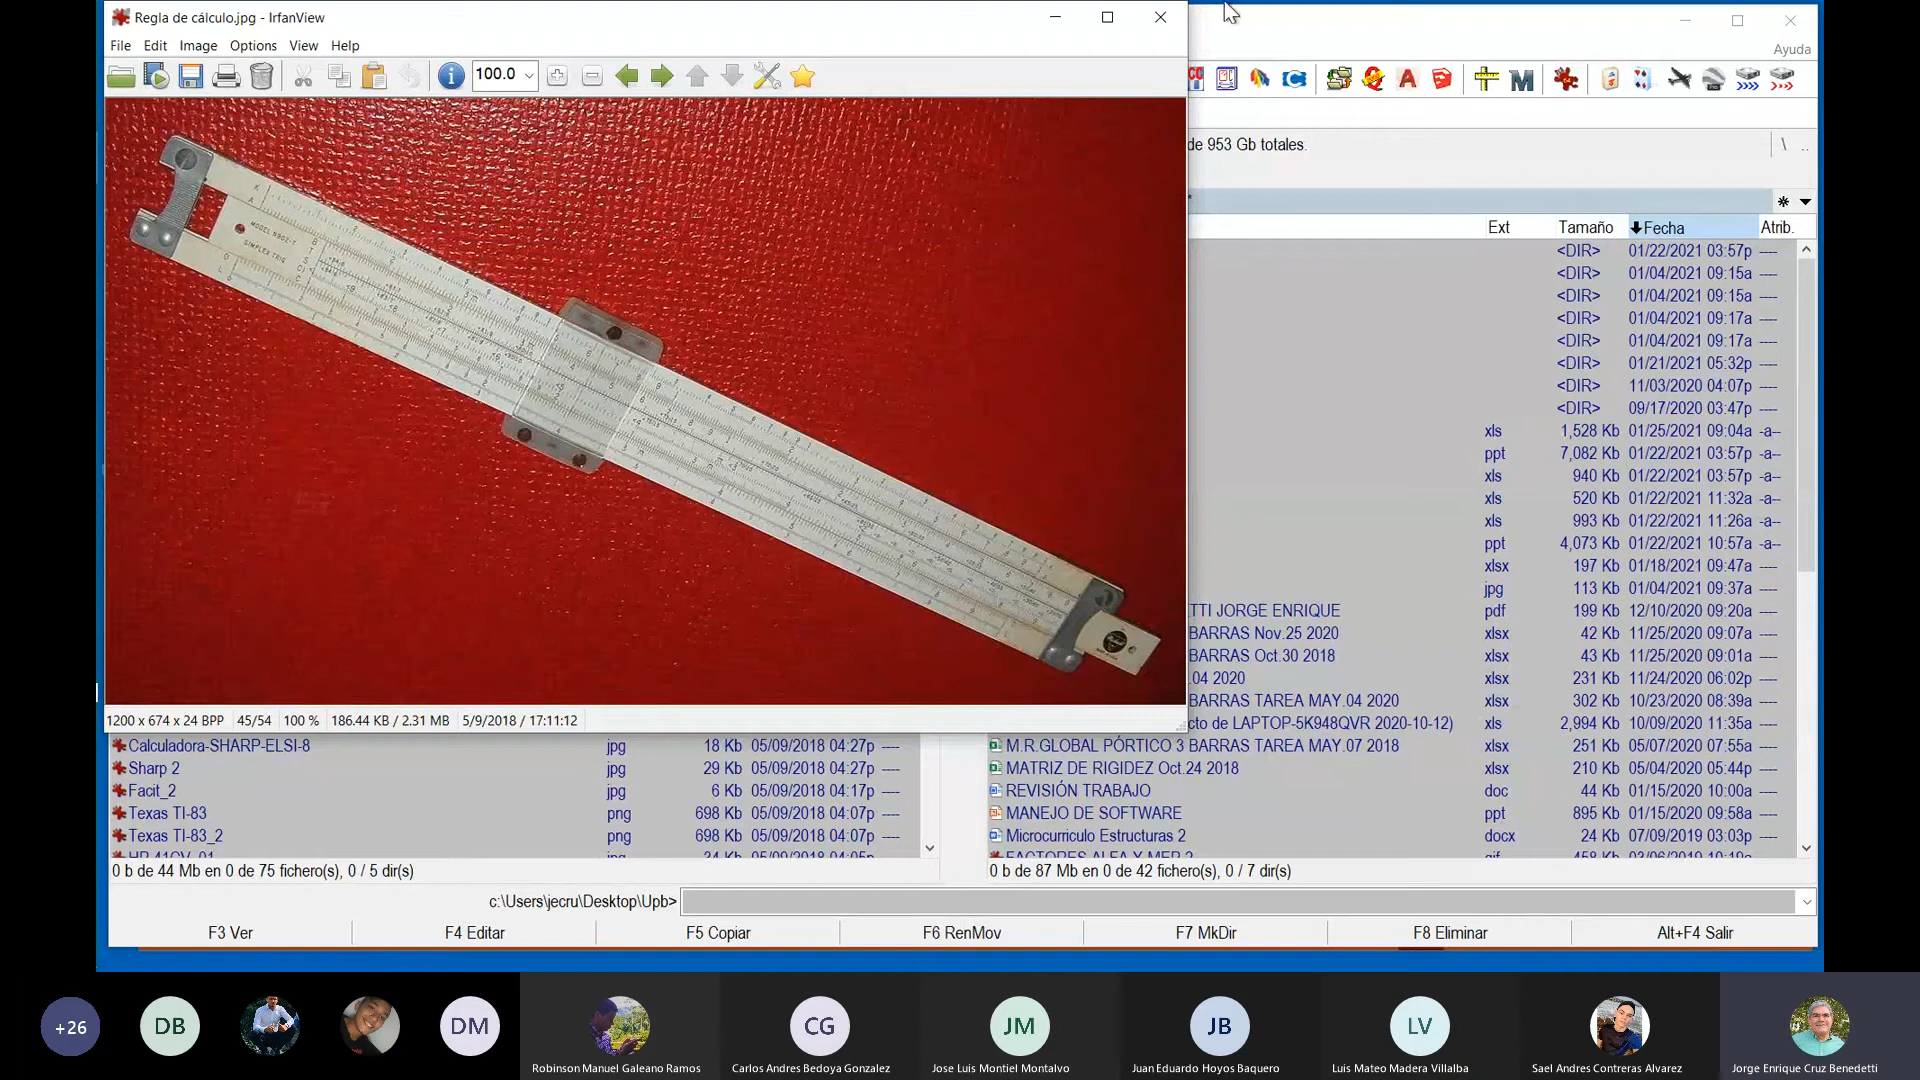 Regla de cálculo.jpg - IrfanView
File Edit Image Options View Help
100.0
Ayuda
de 953 Gb totales.
\ ..
* 
Ext Tamaño Fecha Atrib.
<DIR> 01/22/2021 03:57p ----
<DIR> 01/04/2021 09:15a ----
<DIR> 01/04/2021 09:15a ----
<DIR> 01/04/2021 09:17a ----
<DIR> 01/04/2021 09:17a ----
<DIR> 01/21/2021 05:32p ----
<DIR> 11/03/2020 04:07p ----
<DIR> 09/17/2020 03:47p ----
xls 1,528 Kb 01/25/2021 09:04a -a--
ppt 7,082 Kb 01/22/2021 03:57p -a--
xls 940 Kb 01/22/2021 03:57p -a--
xls 520 Kb 01/22/2021 11:32a -a--
xls 993 Kb 01/22/2021 11:26a -a--
ppt 4,073 Kb 01/22/2021 10:57a -a--
xlsx 197 Kb 01/18/2021 09:47a ----
jpg 113 Kb 01/04/2021 09:37a ----
TTI JORGE ENRIQUE pdf 199 Kb 12/10/2020 09:20a ----
BARRAS Nov.25 2020 xlsx 42 Kb 11/25/2020 09:07a ----
BARRAS Oct.30 2018 xlsx 43 Kb 11/25/2020 09:01a ----
.04 2020 xlsx 231 Kb 11/24/2020 06:02p ----
BARRAS TAREA MAY.04 2020 xlsx 302 Kb 10/23/2020 08:39a ----
cto de LAPTOP-5K948QVR 2020-10-12) xls 2,994 Kb 10/09/2020 11:35a ----
M.R.GLOBAL PÓRTICO 3 BARRAS TAREA MAY.07 2018 xlsx 251 Kb 05/07/2020 07:55a ----
MATRIZ DE RIGIDEZ Oct.24 2018 xlsx 210 Kb 05/04/2020 05:44p ----
REVISIÓN TRABAJO doc 44 Kb 01/15/2020 10:00a ----
MANEJO DE SOFTWARE ppt 895 Kb 01/15/2020 09:58a ----
Microcurriculo Estructuras 2 docx 24 Kb 07/09/2019 03:03p ----
MODEL N902-T
SIMPLEX TRIG
1200 x 674 x 24 BPP 45/54 100 % 186.44 KB / 2.31 MB 5/9/2018 / 17:11:12
Calculadora-SHARP-ELSI-8 jpg 18 Kb 05/09/2018 04:27p ----
Sharp 2 jpg 29 Kb 05/09/2018 04:27p ----
Facit_2 jpg 6 Kb 05/09/2018 04:17p ----
Texas TI-83 png 698 Kb 05/09/2018 04:07p ----
Texas TI-83_2 png 698 Kb 05/09/2018 04:07p ----
0 b de 44 Mb en 0 de 75 fichero(s), 0 / 5 dir(s)
0 b de 87 Mb en 0 de 42 fichero(s), 0 / 7 dir(s)
c:\Users\jecru\Desktop\Upb>
F3 Ver F4 Editar F5 Copiar F6 RenMov F7 MkDir F8 Eliminar Alt+F4 Salir
+26 DB DM CG JM JB LV
Robinson Manuel Galeano Ramos
Carlos Andres Bedoya Gonzalez
Jose Luis Montiel Montalvo
Juan Eduardo Hoyos Baquero
Luis Mateo Madera Villalba
Sael Andres Contreras Alvarez
Jorge Enrique Cruz Benedetti